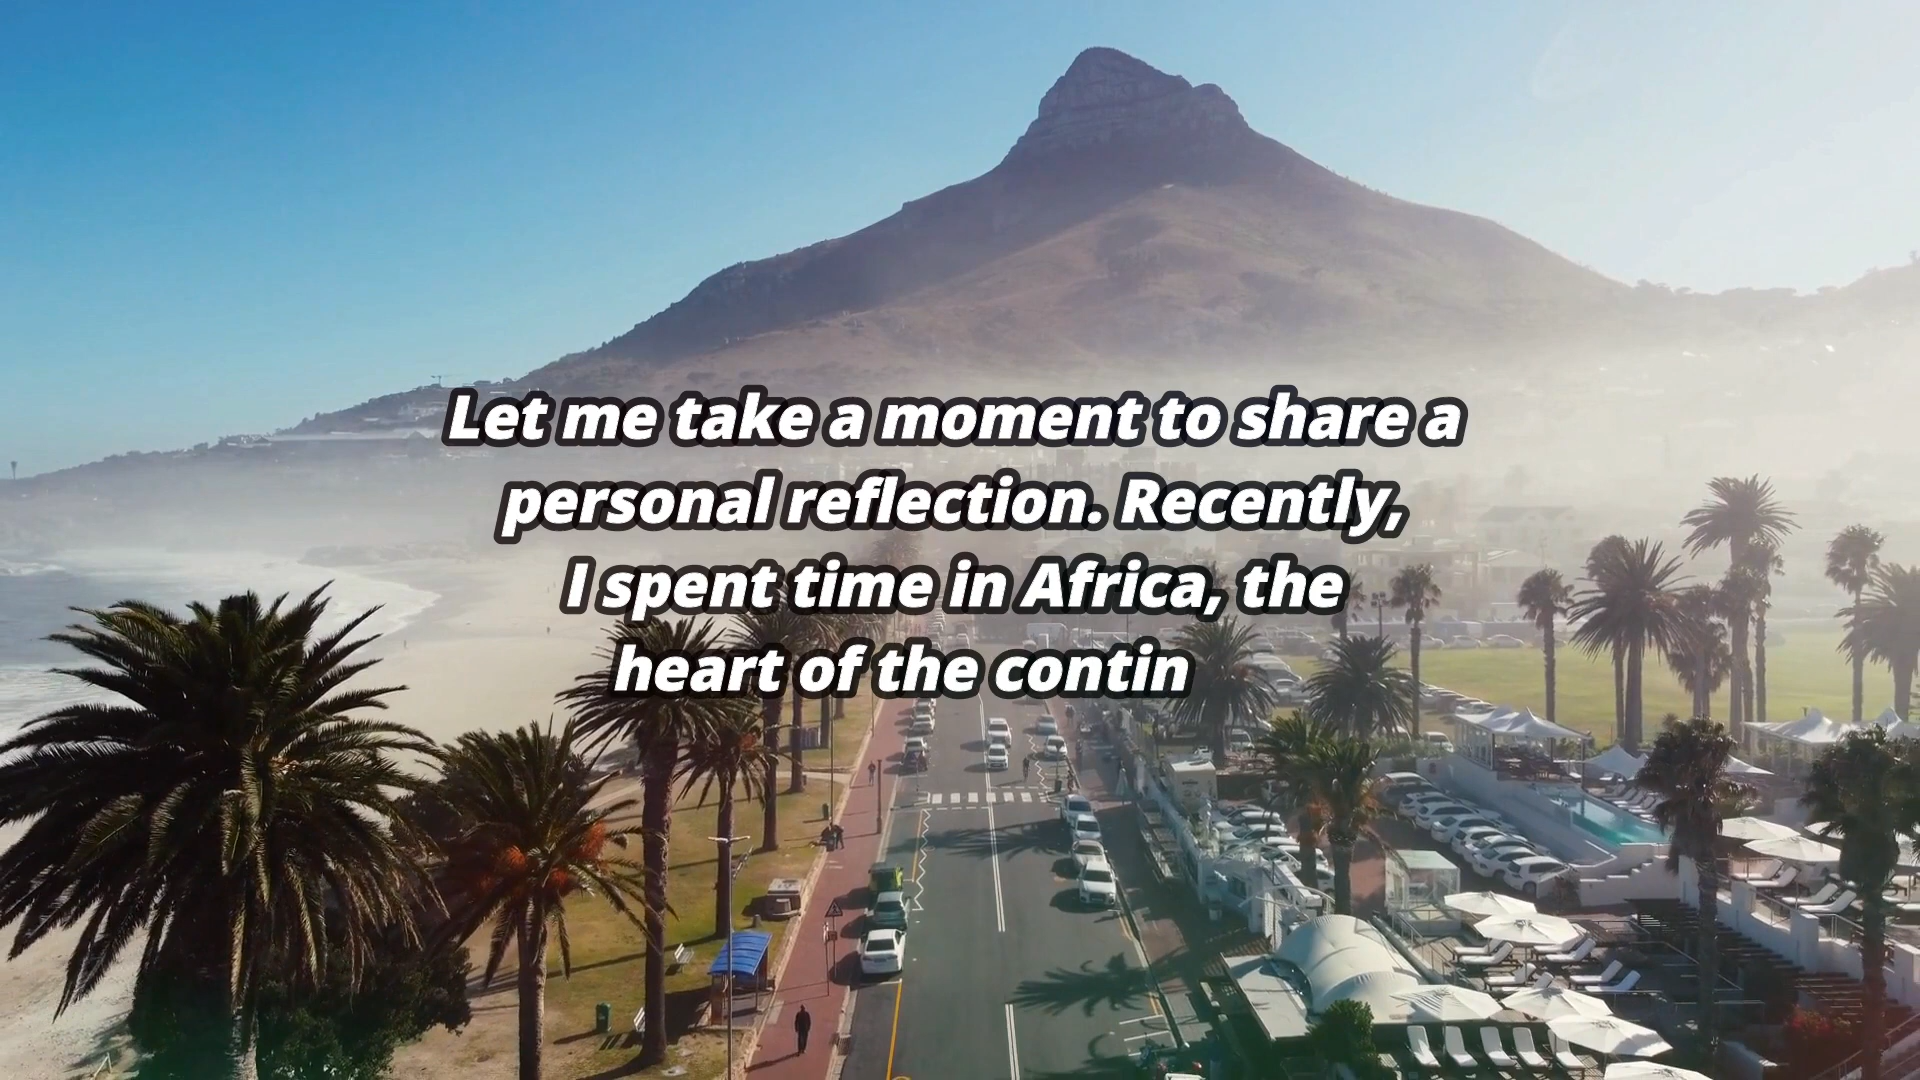 Let me take a moment to share a
personal reflection. Recently,
I spent time in Africa, the
heart of the contin